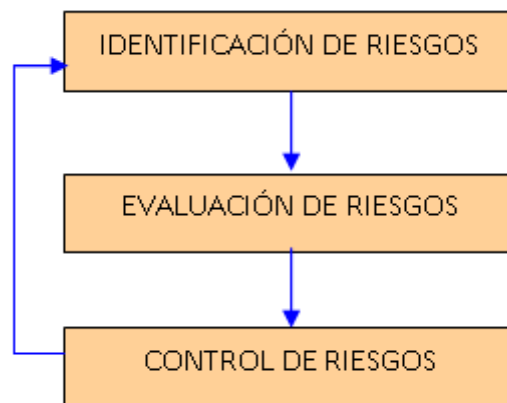 IDENTIFICACIÓN DE RIESGOS
EVALUACIÓN DE RIESGOS
CONTROL DE RIESGOS